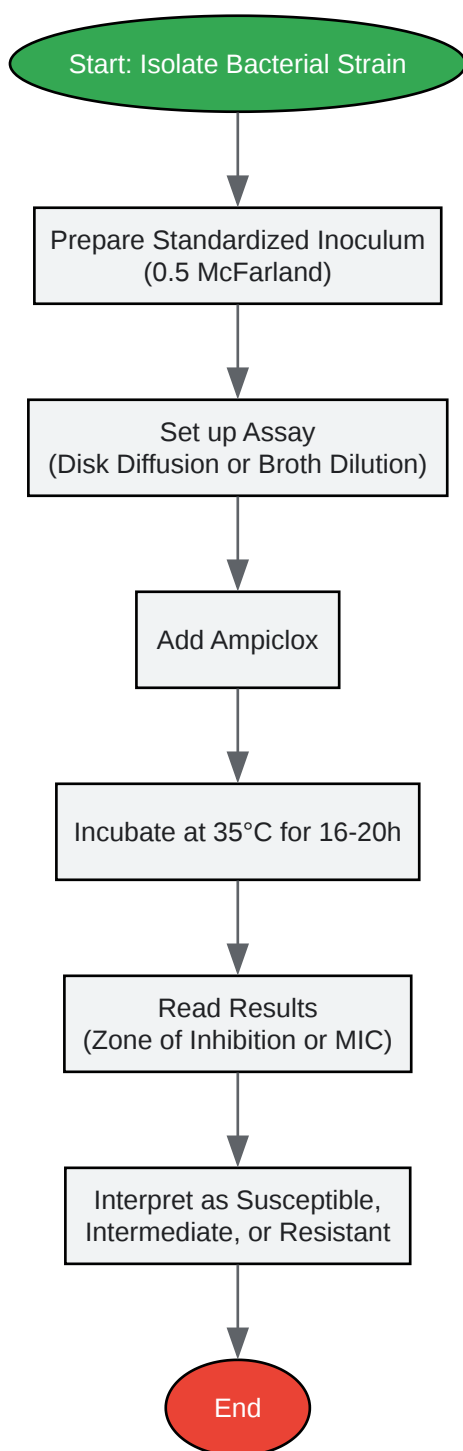 Start: Isolate Bacterial Strain
Prepare Standardized Inoculum
(0.5 McFarland)
Set up Assay
(Disk Diffusion or Broth Dilution)
Add Ampiclox
Incubate at 35°C for 16-20h
Read Results
(Zone of Inhibition or MIC)
Interpret as Susceptible,
Intermediate, or Resistant
End